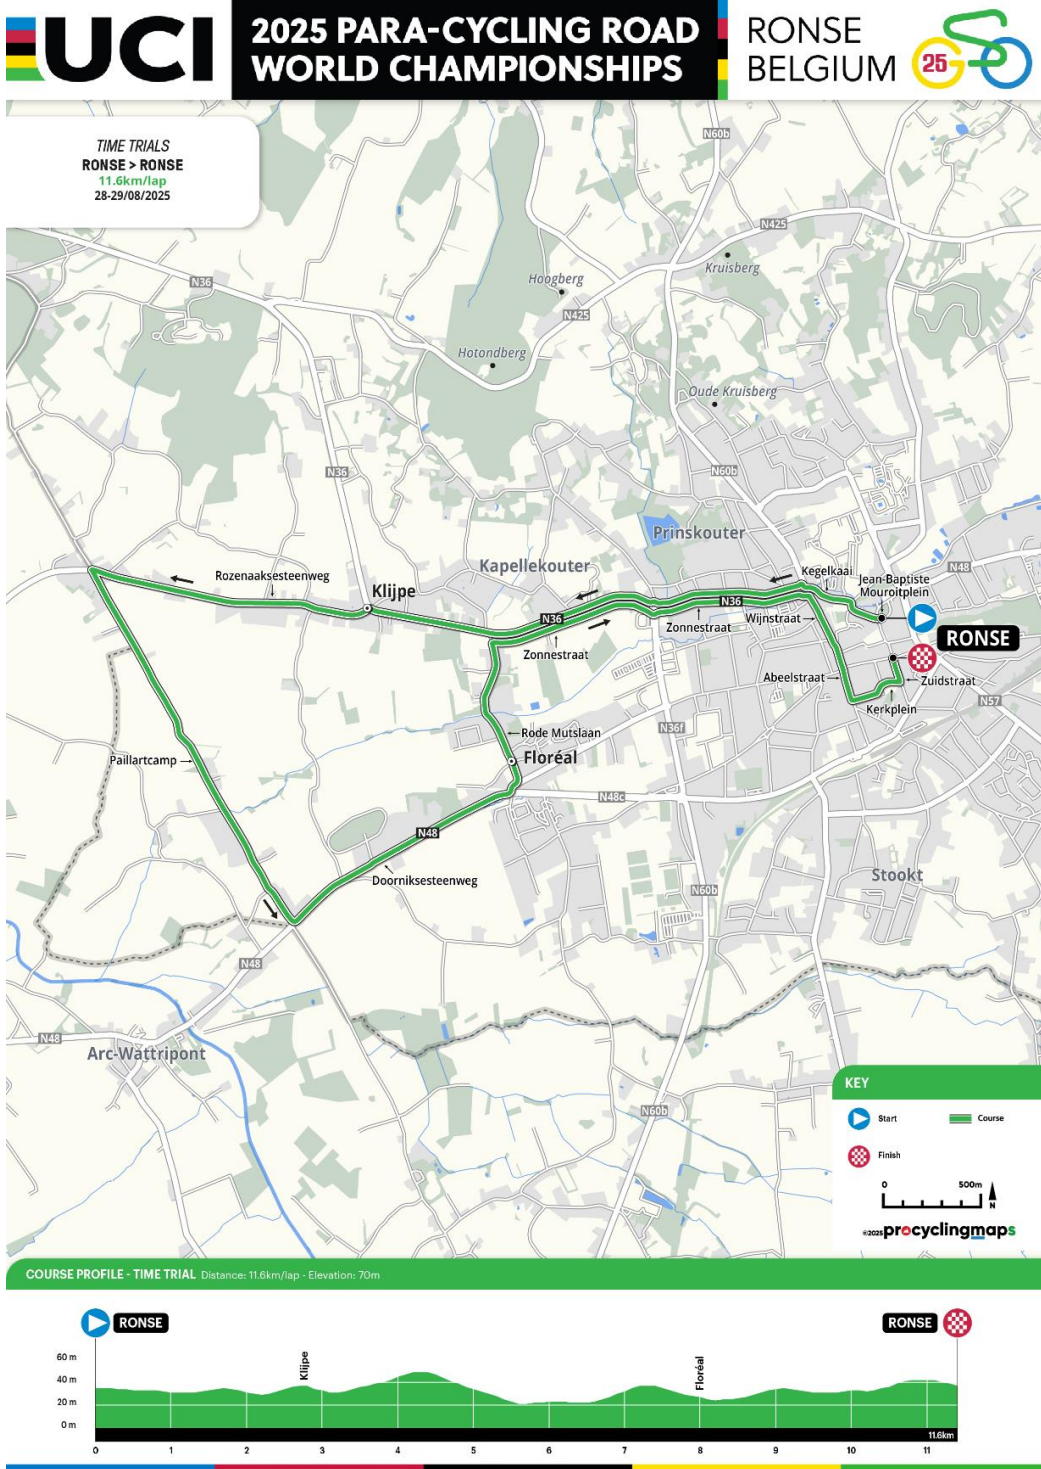 UCI
2025 PARA-CYCLING ROAD
WORLD CHAMPIONSHIPS
RONSE
BELGIUM
25
TIME TRIALS
RONSE > RONSE
11.6km/lap
28-29/08/2025
N60b
N425
Kruisberg
Hoogberg
N36
N425
Hotondberg
Oude Kruisberg
N36
N60b
Prinskouter
Kapellekouter
N48
Kegelkaai
Jean-Baptiste
Mouroitplein
Rozenaaksesteenweg
Klijpe
N36
N36
Wijnstraat
Zonnestraat
RONSE
Zonnestraat
Abeelstraat
Zuidstraat
Kerkplein
N57
N36f
Rode Mutslaan
Floréal
Paillartcamp
N48c
N48
Stookt
Doorniksesteenweg
N60b
N48
N48
Arc-Wattripont
N60b
KEY
Start
Course
Finish
0 500m
N
©2025 procyclingmaps
COURSE PROFILE - TIME TRIAL Distance: 11.6km/lap - Elevation: 70m
RONSE
RONSE
Klijpe
Floréal
60 m
40 m
20 m
0 m
11.6km
0 1 2 3 4 5 6 7 8 9 10 11